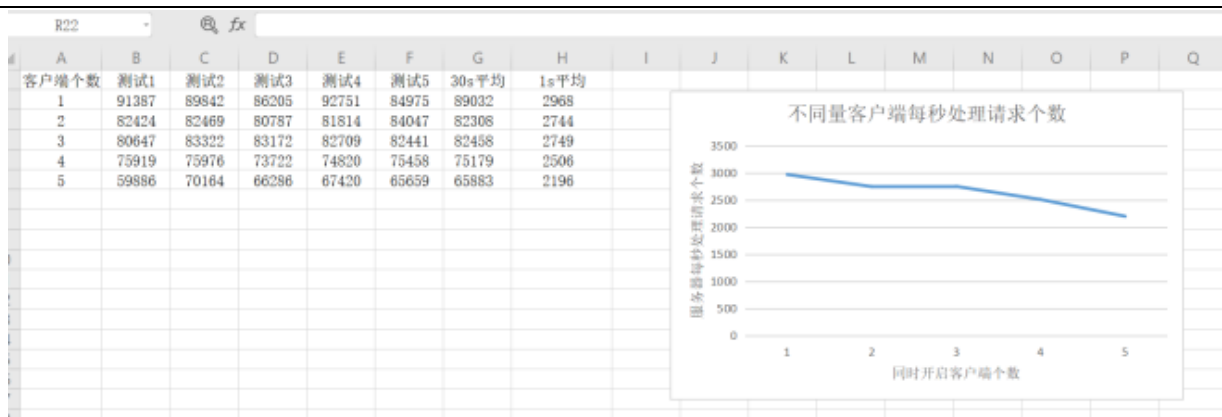 R22 fx
A B C D E F G H I J K L M N O P Q
客户端个数 测试1 测试2 测试3 测试4 测试5 30s平均 1s平均
1 91387 89842 86205 92751 84975 89032 2968
2 82424 82469 80787 81814 84047 82308 2744
3 80647 83322 83172 82709 82441 82458 2749
4 75919 75976 73722 74820 75458 75179 2506
5 59886 70164 66286 67420 65659 65883 2196
不同量客户端每秒处理请求个数
服务器每秒处理请求个数
3500
3000
2500
2000
1500
1000
500
0
1 2 3 4 5
同时开启客户端个数